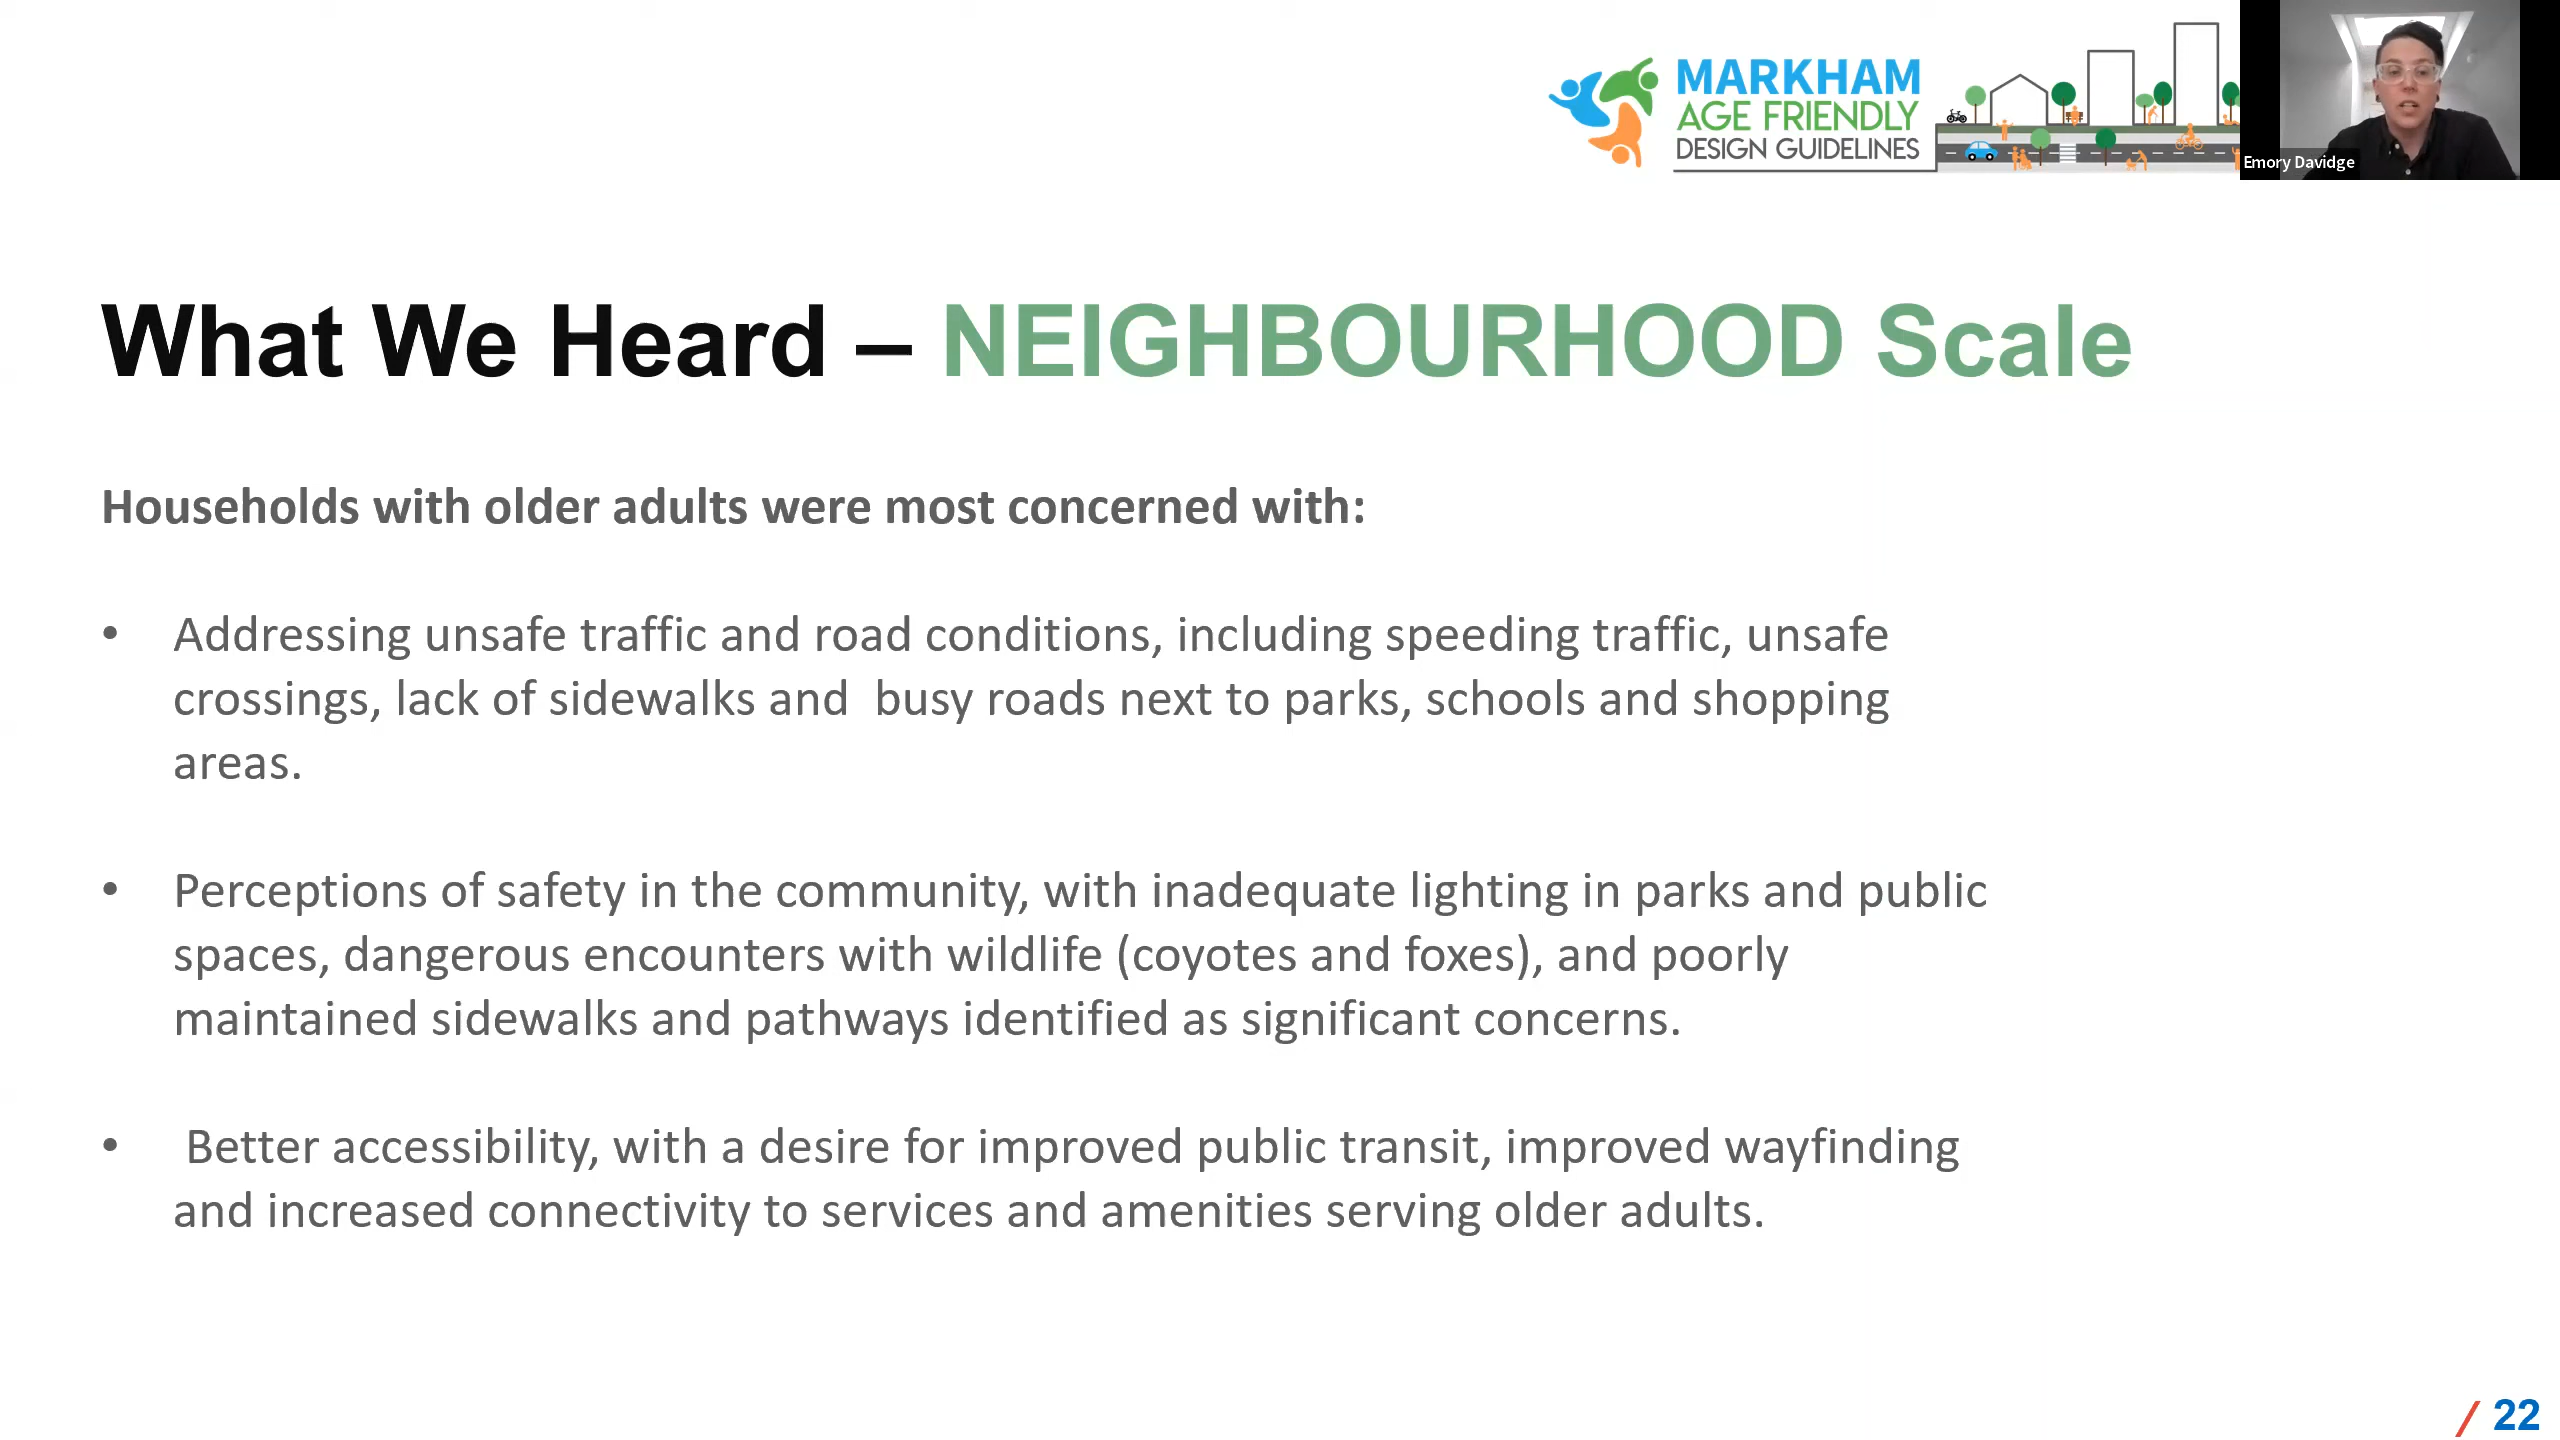 MARKHAM
AGE FRIENDLY
DESIGN GUIDELINES
Emory Davidge
What We Heard – NEIGHBOURHOOD Scale
Households with older adults were most concerned with:
• Addressing unsafe traffic and road conditions, including speeding traffic, unsafe
crossings, lack of sidewalks and  busy roads next to parks, schools and shopping
areas.
• Perceptions of safety in the community, with inadequate lighting in parks and public
spaces, dangerous encounters with wildlife (coyotes and foxes), and poorly
maintained sidewalks and pathways identified as significant concerns.
• Better accessibility, with a desire for improved public transit, improved wayfinding
and increased connectivity to services and amenities serving older adults.
/ 22